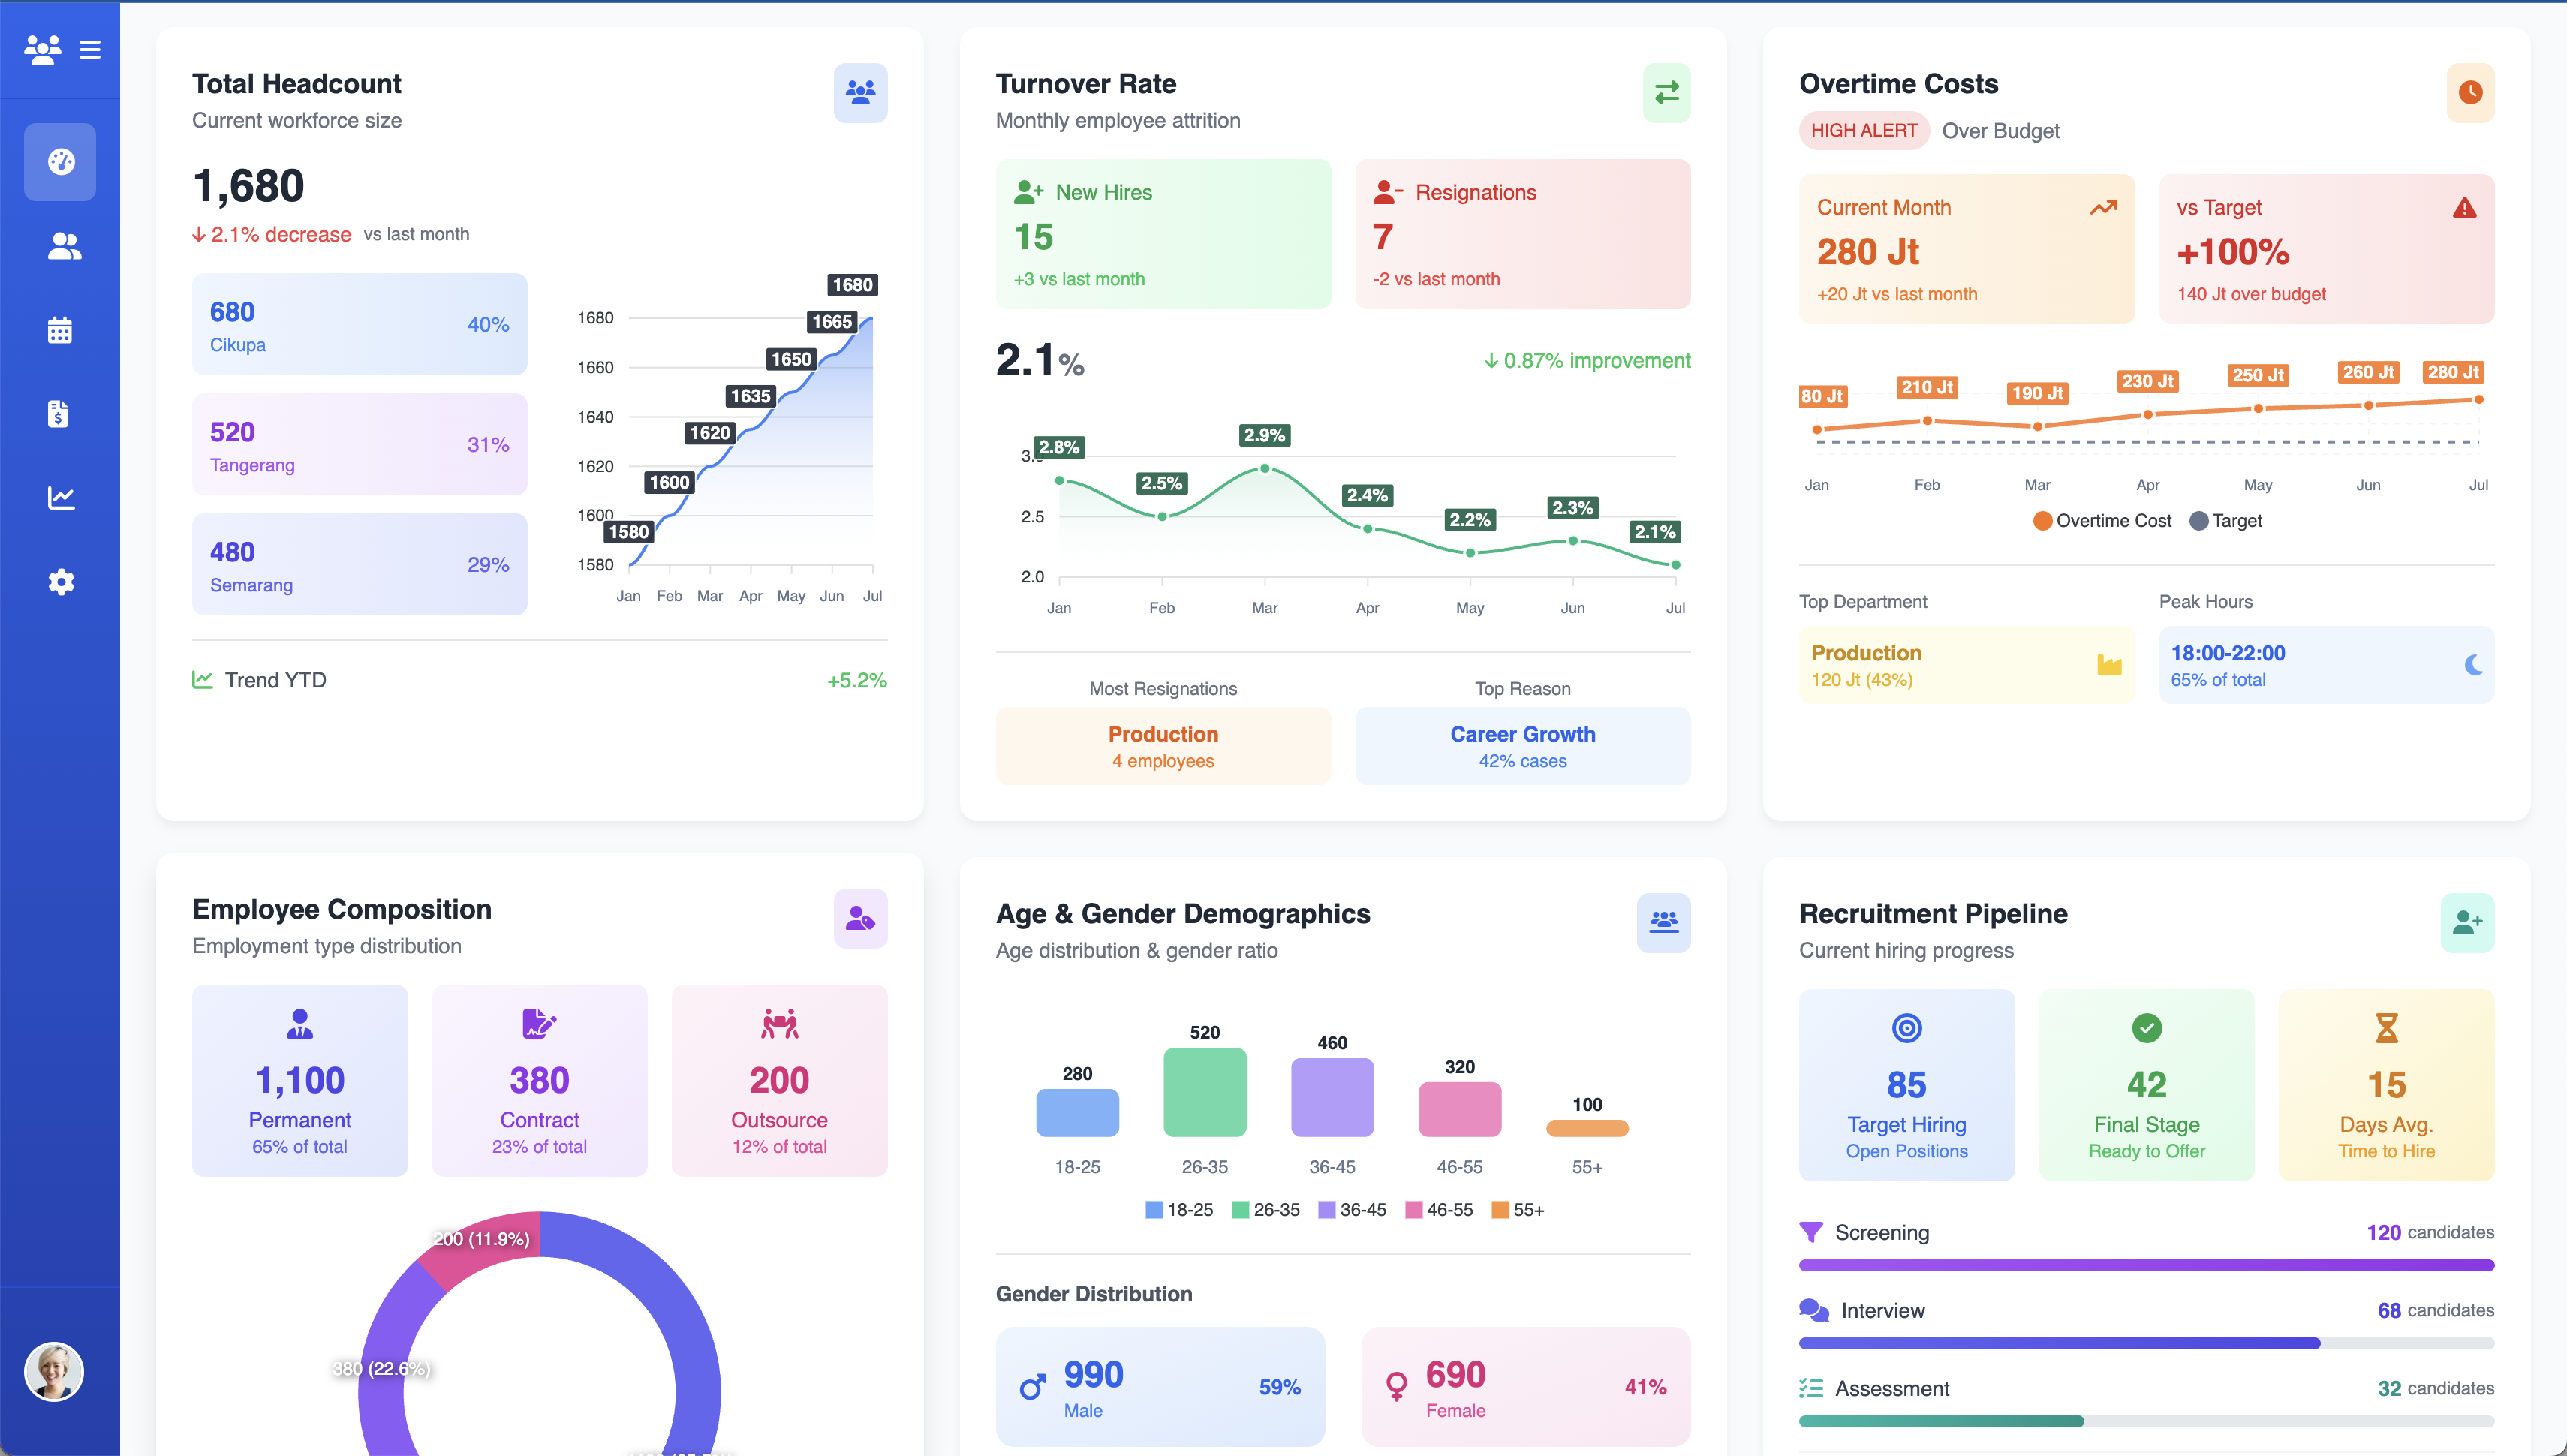 Total Headcount
Current workforce size
1,680
2.1% decrease vs last month
680
Cikupa
40%
520
Tangerang
31%
480
Semarang
29%
1680
1660
1640
1620
1600
1580
1580
1600
1620
1635
1650
1665
1680
Jan Feb Mar Apr May Jun Jul
Trend YTD +5.2%
Turnover Rate
Monthly employee attrition
New Hires
15
+3 vs last month
Resignations
7
-2 vs last month
2.1%
0.87% improvement
2.5
2.0
2.8%
2.5%
2.9%
2.4%
2.2%
2.3%
2.1%
Jan Feb Mar Apr May Jun Jul
Most Resignations
Production
4 employees
Top Reason
Career Growth
42% cases
Overtime Costs
HIGH ALERT Over Budget
Current Month
280 Jt
+20 Jt vs last month
vs Target
+100%
140 Jt over budget
80 Jt
210 Jt
190 Jt
230 Jt
250 Jt
260 Jt
280 Jt
Jan Feb Mar Apr May Jun Jul
Overtime Cost Target
Top Department
Production
120 Jt (43%)
Peak Hours
18:00-22:00
65% of total
Employee Composition
Employment type distribution
1,100
Permanent
65% of total
380
Contract
23% of total
200
Outsource
12% of total
200 (11.9%)
380 (22.6%)
Age & Gender Demographics
Age distribution & gender ratio
280
520
460
320
100
18-25 26-35 36-45 46-55 55+
18-25 26-35 36-45 46-55 55+
Gender Distribution
990
Male
59%
690
Female
41%
Recruitment Pipeline
Current hiring progress
85
Target Hiring
Open Positions
42
Final Stage
Ready to Offer
15
Days Avg.
Time to Hire
Screening 120 candidates
Interview 68 candidates
Assessment 32 candidates